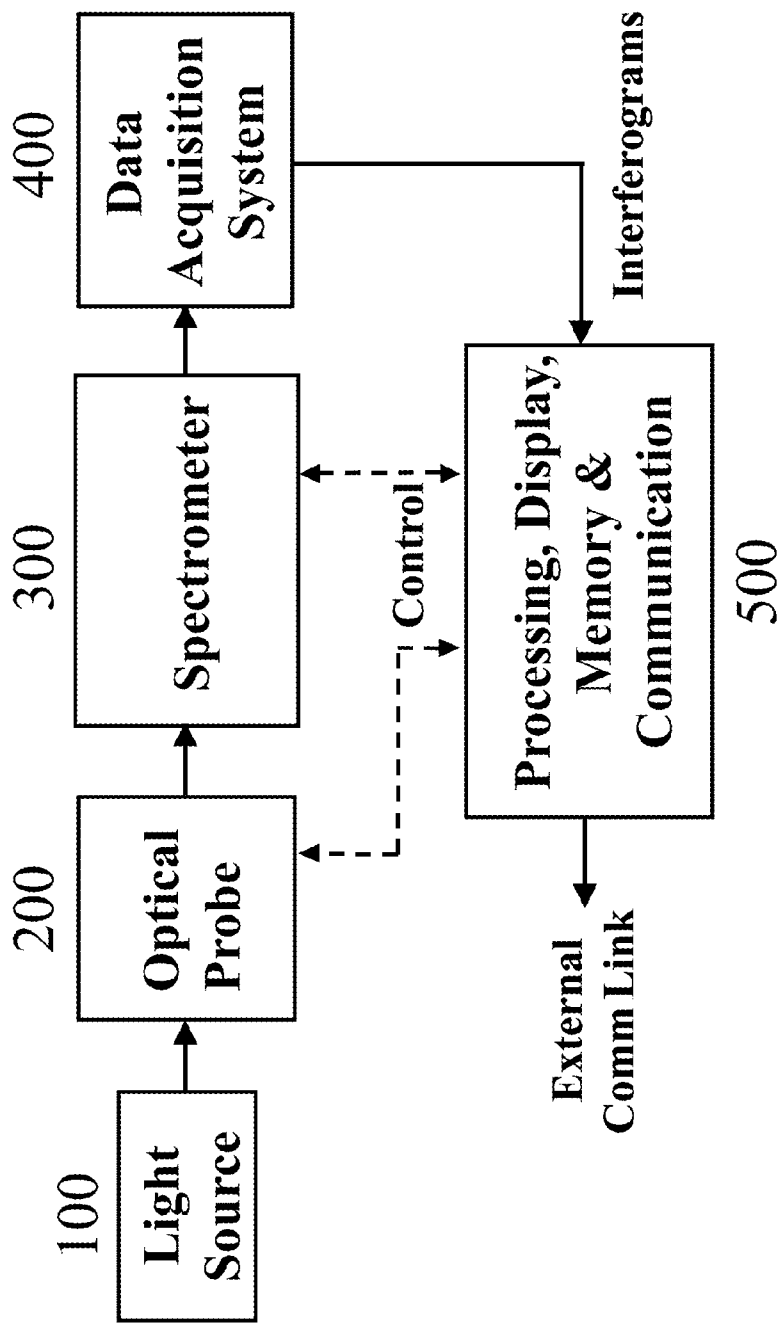 100
Light
Source
200
Optical
Probe
300
Spectrometer
400
Data
Acquisition
System
Control
Interferograms
Processing, Display,
Memory &
Communication
500
External
Comm Link